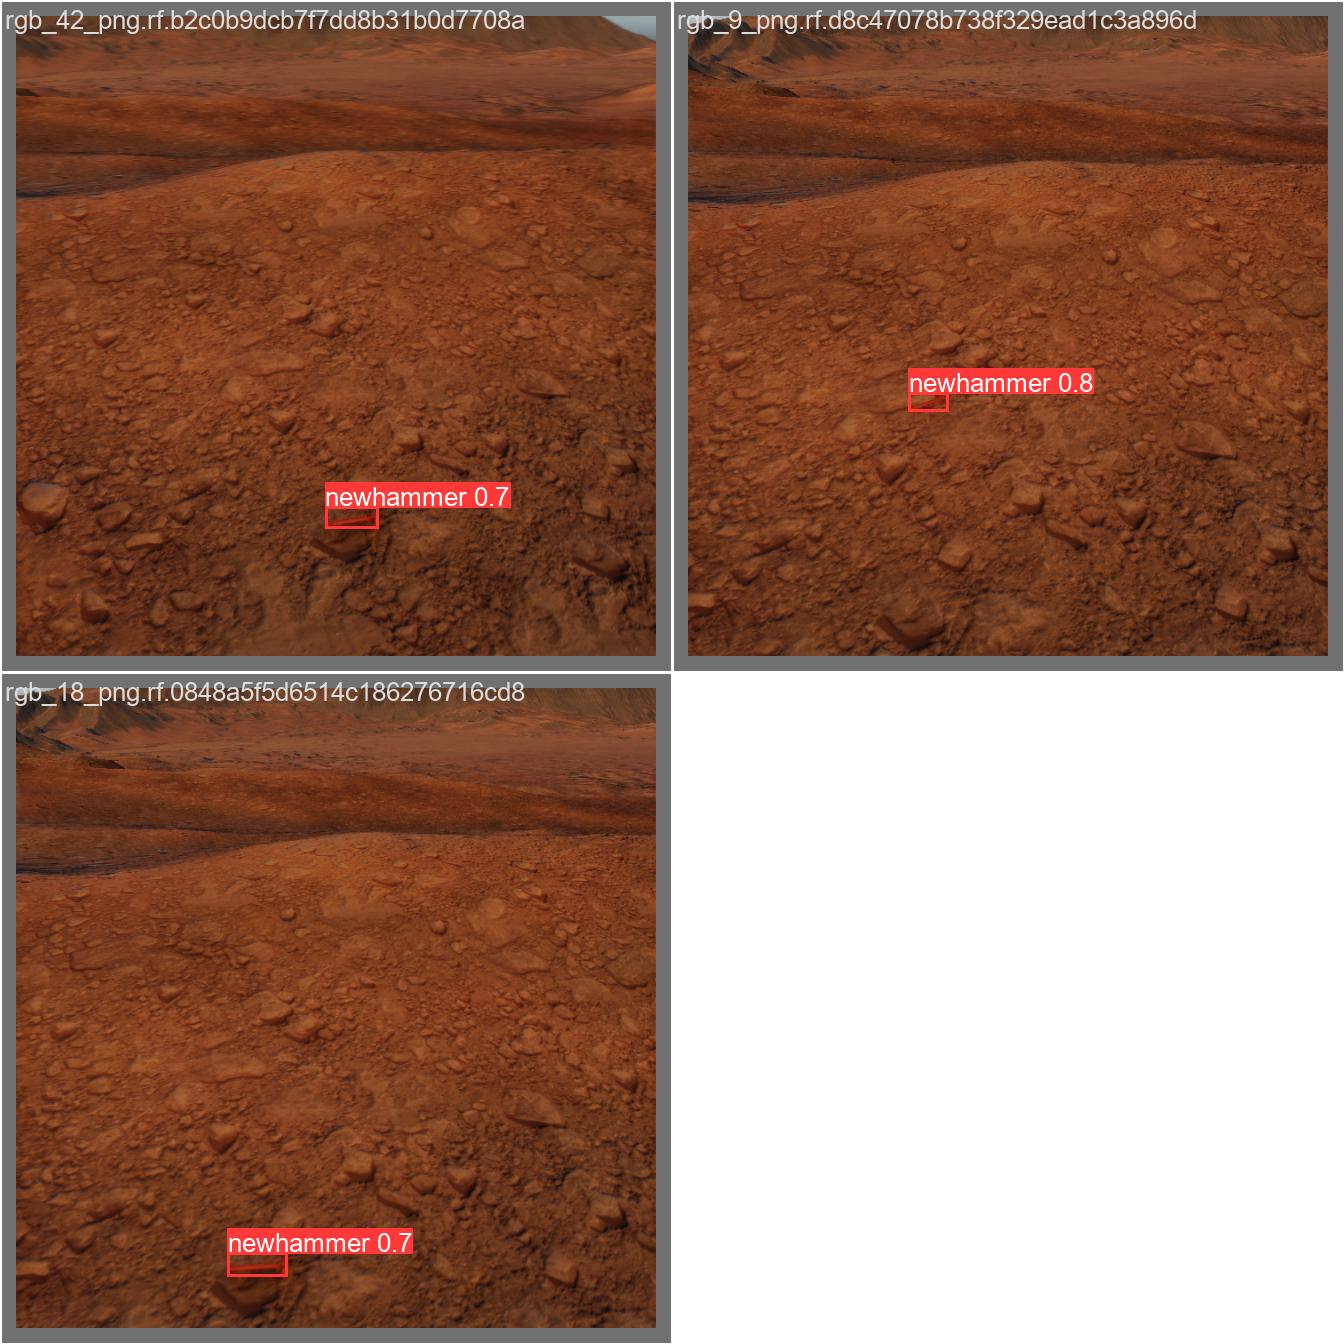 rgb_42_png.rf.b2c0b9dcb7f7dd8b31b0d7708a
rgb_9_png.rf.d8c47078b738f329ead1c3a896d
newhammer 0.8
newhammer 0.7
rgb_18_png.rf.0848a5f5d6514c186276716cd8
newhammer 0.7